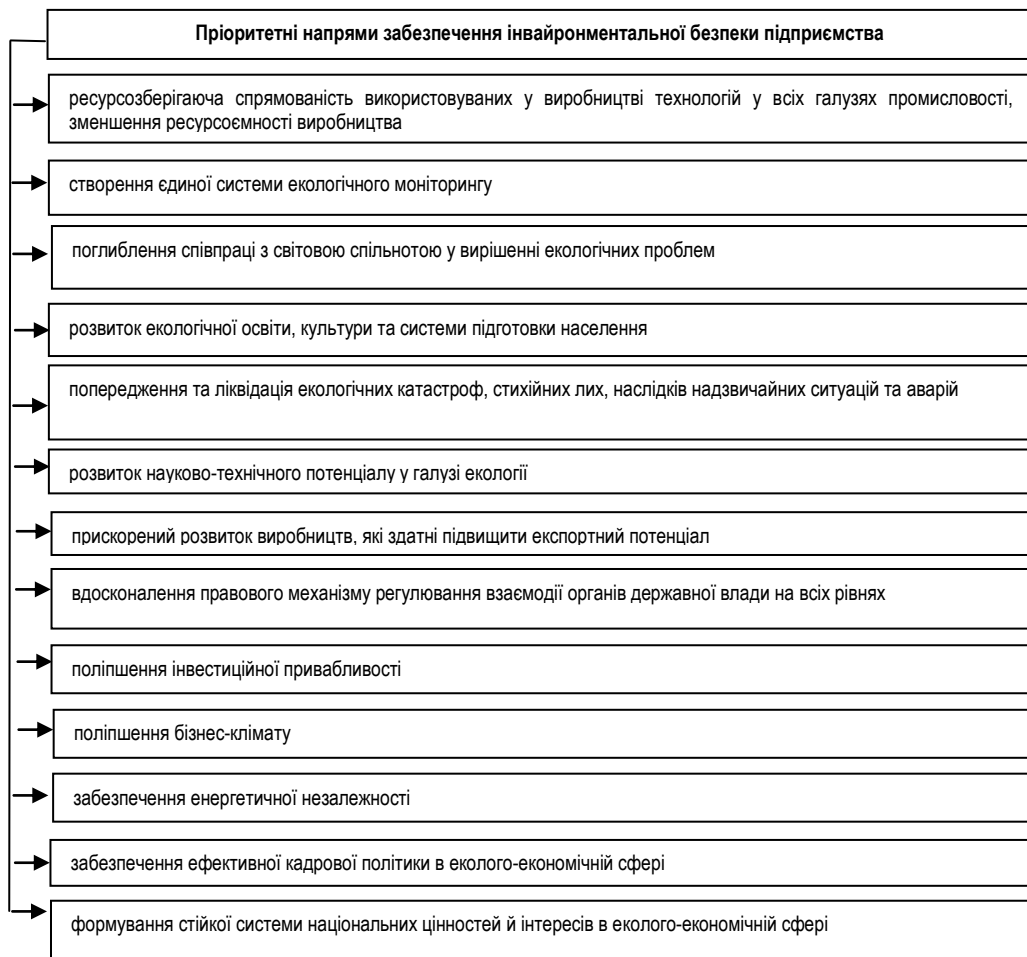 Пріоритетні напрями забезпечення інвайронментальної безпеки підприємства
ресурсозберігаюча спрямованість використовуваних у виробництві технологій у всіх галузях промисловості,
зменшення ресурсоємності виробництва
створення єдиної системи екологічного моніторингу
поглиблення співпраці з світовою спільнотою у вирішенні екологічних проблем
розвиток екологічної освіти, культури та системи підготовки населення
попередження та ліквідація екологічних катастроф, стихійних лих, наслідків надзвичайних ситуацій та аварій
розвиток науково-технічного потенціалу у галузі екології
прискорений розвиток виробництв, які здатні підвищити експортний потенціал
вдосконалення правового механізму регулювання взаємодії органів державної влади на всіх рівнях
поліпшення інвестиційної привабливості
поліпшення бізнес-клімату
забезпечення енергетичної незалежності
забезпечення ефективної кадрової політики в еколого-економічній сфері
формування стійкої системи національних цінностей й інтересів в еколого-економічній сфері